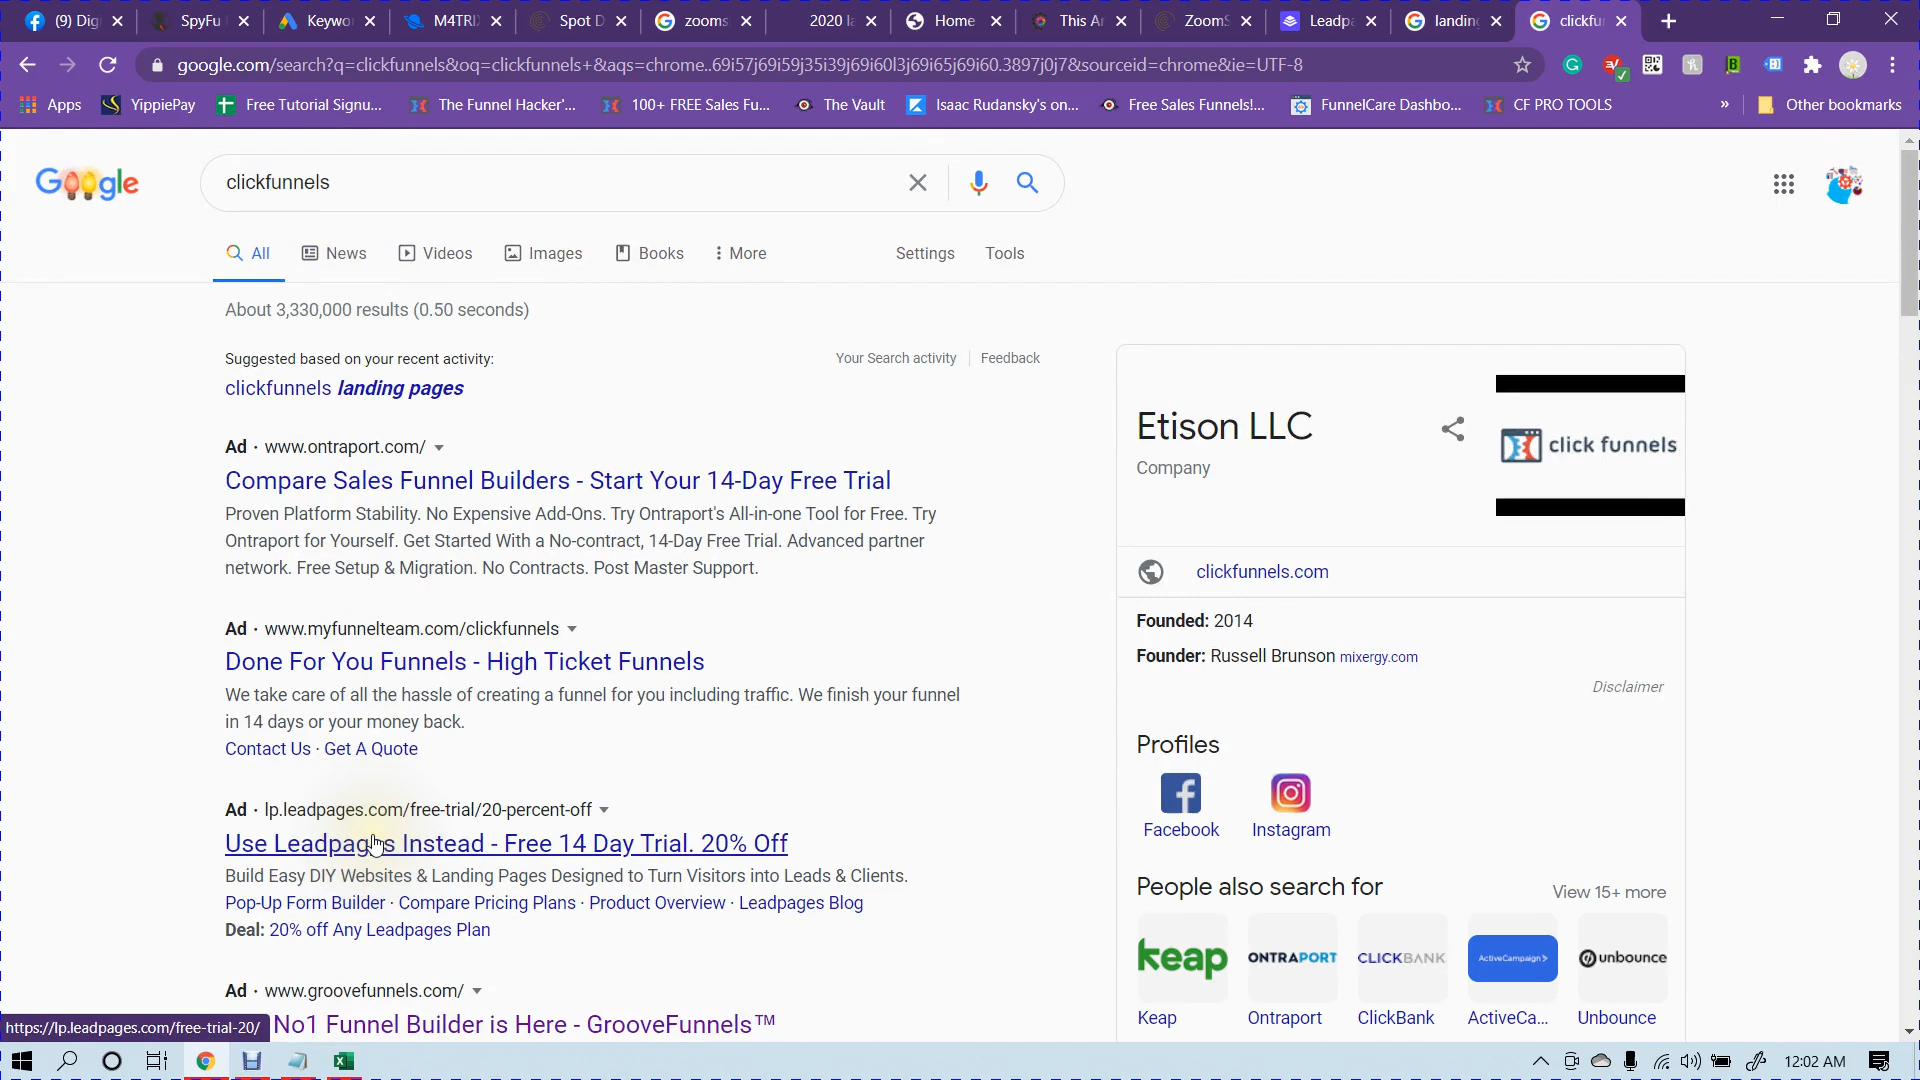 (9) Dig
SpyFu
Keywo
M4TRI
Spot D
zooms
2020 la
Home
This Ar
ZoomS
Leadpa
landin
clickfu
google.com/search?q=clickfunnels&oq=clickfunnels+&aqs=chrome..69i57j69i59j35i39j69i60l3j69i65j69i60.3897j0j7&sourceid=chrome&ie=UTF-8
Apps
YippiePay
Free Tutorial Signu...
The Funnel Hacker'...
100+ FREE Sales Fu...
The Vault
Isaac Rudansky's on...
Free Sales Funnels!...
FunnelCare Dashbo...
CF PRO TOOLS
»
Other bookmarks
Google
clickfunnels
All
News
Videos
Images
Books
More
Settings
Tools
About 3,330,000 results (0.50 seconds)
Suggested based on your recent activity:
Your Search activity
Feedback
clickfunnels landing pages
Ad · www.ontraport.com/
Compare Sales Funnel Builders - Start Your 14-Day Free Trial
Proven Platform Stability. No Expensive Add-Ons. Try Ontraport's All-in-one Tool for Free. Try
Ontraport for Yourself. Get Started With a No-contract, 14-Day Free Trial. Advanced partner
network. Free Setup & Migration. No Contracts. Post Master Support.
Ad · www.myfunnelteam.com/clickfunnels
Done For You Funnels - High Ticket Funnels
We take care of all the hassle of creating a funnel for you including traffic. We finish your funnel
in 14 days or your money back.
Contact Us · Get A Quote
Ad · lp.leadpages.com/free-trial/20-percent-off
Use Leadpages Instead - Free 14 Day Trial. 20% Off
Build Easy DIY Websites & Landing Pages Designed to Turn Visitors into Leads & Clients.
Pop-Up Form Builder · Compare Pricing Plans · Product Overview · Leadpages Blog
Deal: 20% off Any Leadpages Plan
Ad · www.groovefunnels.com/
No1 Funnel Builder is Here - GrooveFunnels™
https://lp.leadpages.com/free-trial-20/
Etison LLC
Company
click funnels
clickfunnels.com
Founded: 2014
Founder: Russell Brunson mixergy.com
Disclaimer
Profiles
Facebook
Instagram
People also search for
View 15+ more
keap
ONTRAPORT
CLICKBANK
ActiveCampaign >
unbounce
Keap
Ontraport
ClickBank
ActiveCa...
Unbounce
12:02 AM